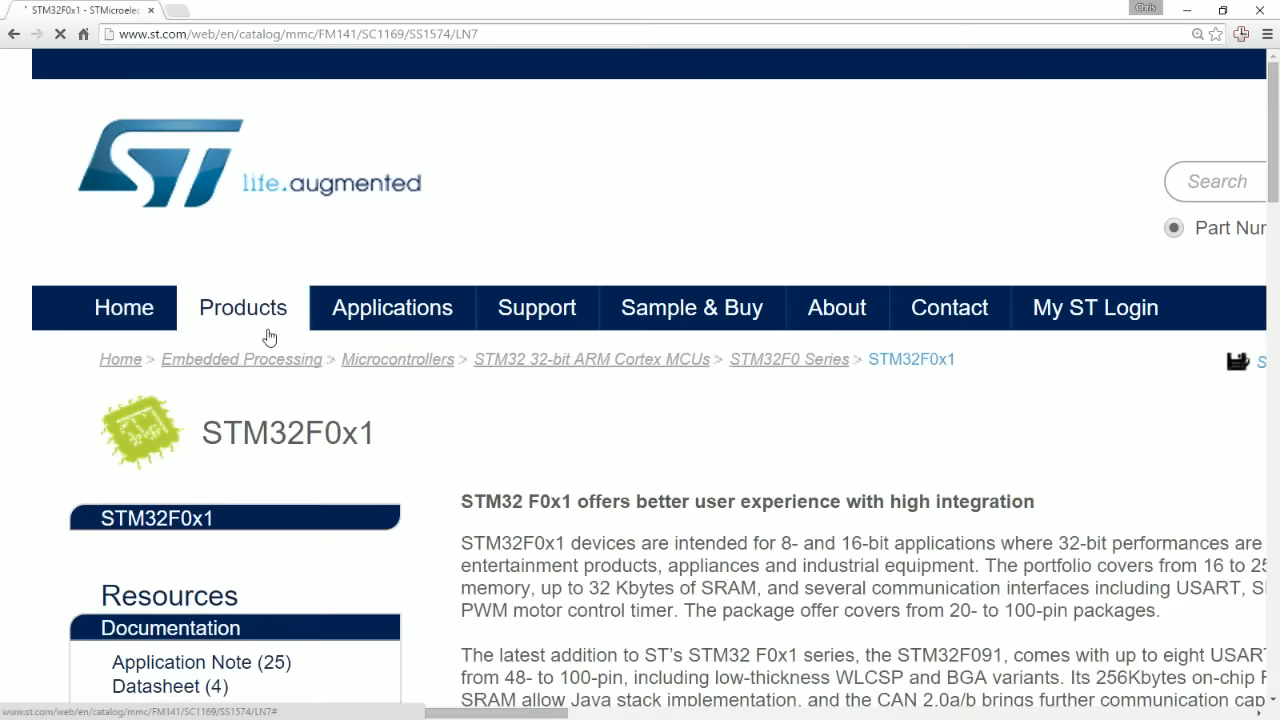 STM32F0x1 - STMicroelec
Chris
www.st.com/web/en/catalog/mmc/FM141/SC1169/SS1574/LN7
ST life.augmented
Search
Part Nur
Home Products Applications Support Sample & Buy About Contact My ST Login
Home > Embedded Processing > Microcontrollers > STM32 32-bit ARM Cortex MCUs > STM32F0 Series > STM32F0x1
S
STM32F0x1
STM32F0x1
Resources
Documentation
Application Note (25)
Datasheet (4)
STM32 F0x1 offers better user experience with high integration
STM32F0x1 devices are intended for 8- and 16-bit applications where 32-bit performances are
entertainment products, appliances and industrial equipment. The portfolio covers from 16 to 25
memory, up to 32 Kbytes of SRAM, and several communication interfaces including USART, S
PWM motor control timer. The package offer covers from 20- to 100-pin packages.
The latest addition to ST's STM32 F0x1 series, the STM32F091, comes with up to eight USAR
from 48- to 100-pin, including low-thickness WLCSP and BGA variants. Its 256Kbytes on-chip F
SRAM allow Java stack implementation, and the CAN 2.0a/b brings further communication cap
www.st.com/web/en/catalog/mmc/FM141/SC1169/SS1574/LN7#